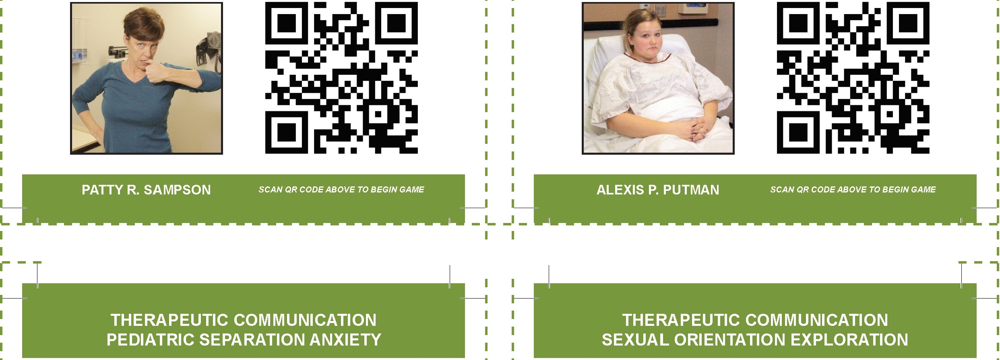 PATTY R. SAMPSON
SCAN QR CODE ABOVE TO BEGIN GAME
ALEXIS P. PUTMAN
SCAN QR CODE ABOVE TO BEGIN GAME
THERAPEUTIC COMMUNICATION
PEDIATRIC SEPARATION ANXIETY
THERAPEUTIC COMMUNICATION
SEXUAL ORIENTATION EXPLORATION